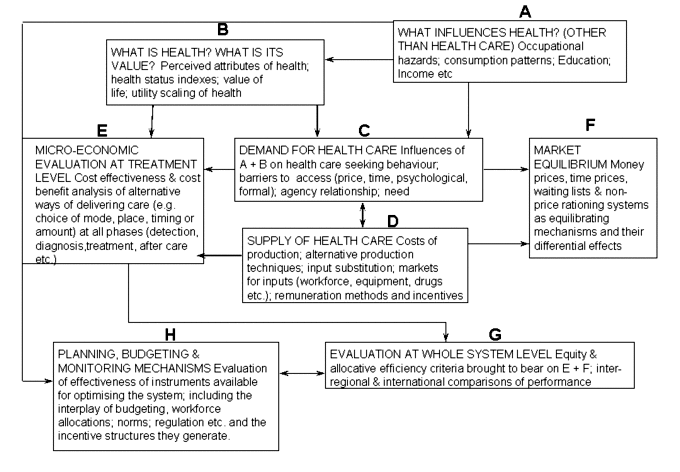 A
WHAT INFLUENCES HEALTH? (OTHER
THAN HEALTH CARE) Occupational
hazards; consumption patterns; Education;
Income etc
B
WHAT IS HEALTH? WHAT IS ITS
VALUE? Perceived attributes of health;
health status indexes; value of
life; utility scaling of health
E
MICRO-ECONOMIC
EVALUATION AT TREATMENT
LEVEL Cost effectiveness & cost
benefit analysis of alternative
ways of delivering care (e.g.
choice of mode, place, timing or
amount) at all phases (detection,
diagnosis,treatment, after care
etc.)
C
DEMAND FOR HEALTH CARE Influences of
A + B on health care seeking behaviour;
barriers to access (price, time, psychological,
formal); agency relationship; need
F
MARKET
EQUILIBRIUM Money
prices, time prices,
waiting lists & non-
price rationing systems
as equilibrating
mechanisms and their
differential effects
D
SUPPLY OF HEALTH CARE Costs of
production; alternative production
techniques; input substitution; markets
for inputs (workforce, equipment, drugs
etc.); remuneration methods and incentives
H
PLANNING, BUDGETING &
MONITORING MECHANISMS Evaluation
of effectiveness of instruments available
for optimising the system; including the
interplay of budgeting, workforce
allocations; norms; regulation etc. and the
incentive structures they generate.
G
EVALUATION AT WHOLE SYSTEM LEVEL Equity &
allocative efficiency criteria brought to bear on E + F; inter-
regional & international comparisons of performance